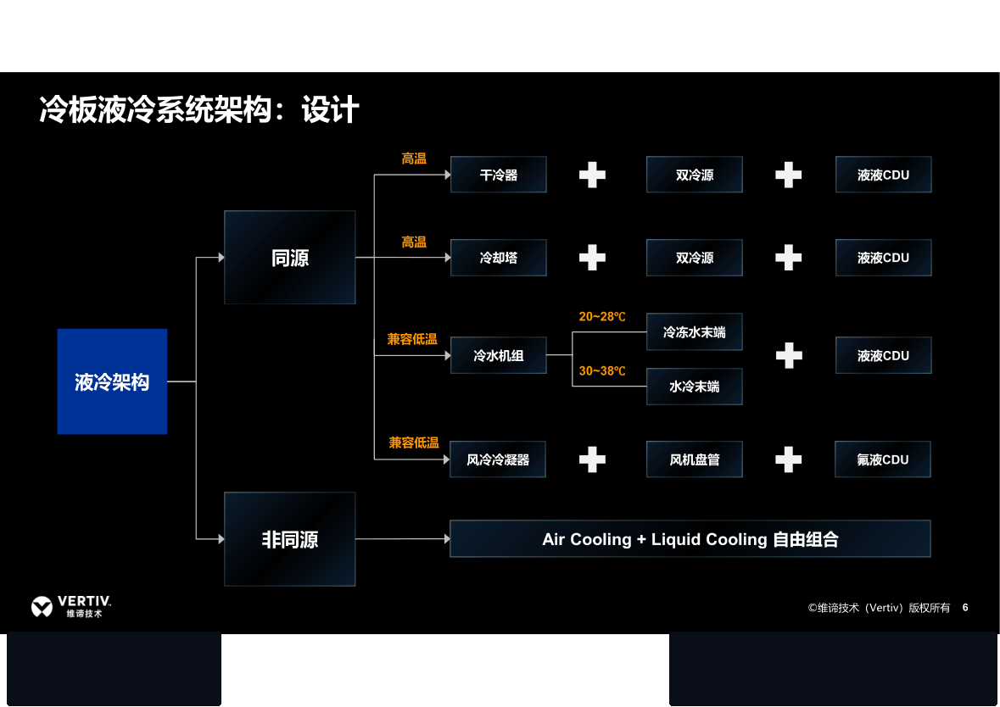 冷板液冷系统架构：设计
高温
干冷器
双冷源
液液CDU
高温
冷却塔
双冷源
液液CDU
同源
兼容低温
冷水机组
20~28℃
冷冻水末端
30~38℃
水冷末端
液液CDU
液冷架构
兼容低温
风冷冷凝器
风机盘管
氟液CDU
非同源
Air Cooling + Liquid Cooling 自由组合
VERTIV™
维谛技术
©维谛技术（Vertiv）版权所有 6